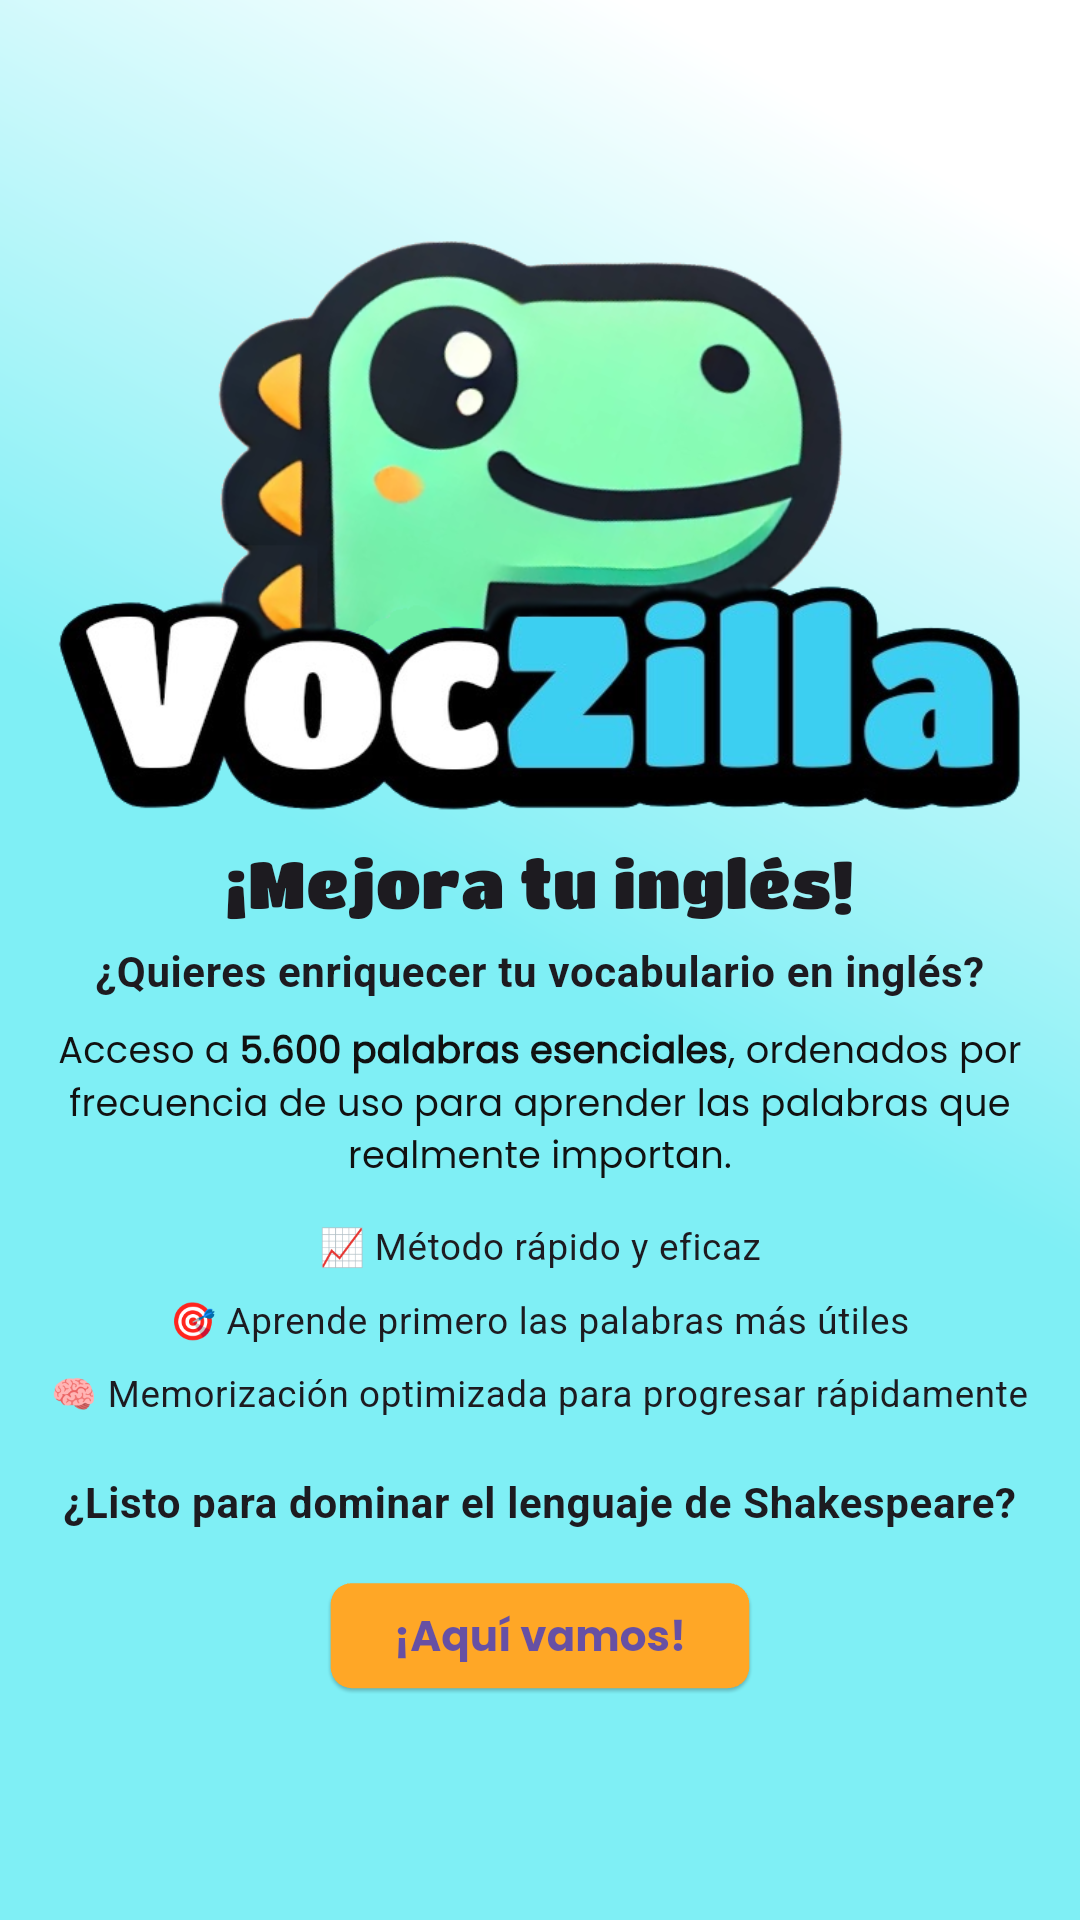 VocZilla
¡Mejora tu inglés!
¿Quieres enriquecer tu vocabulario en inglés?
Acceso a 5.600 palabras esenciales, ordenados por
frecuencia de uso para aprender las palabras que
realmente importan.
📈 Método rápido y eficaz
🎯 Aprende primero las palabras más útiles
🧠 Memorización optimizada para progresar rápidamente
¿Listo para dominar el lenguaje de Shakespeare?
¡Aquí vamos!